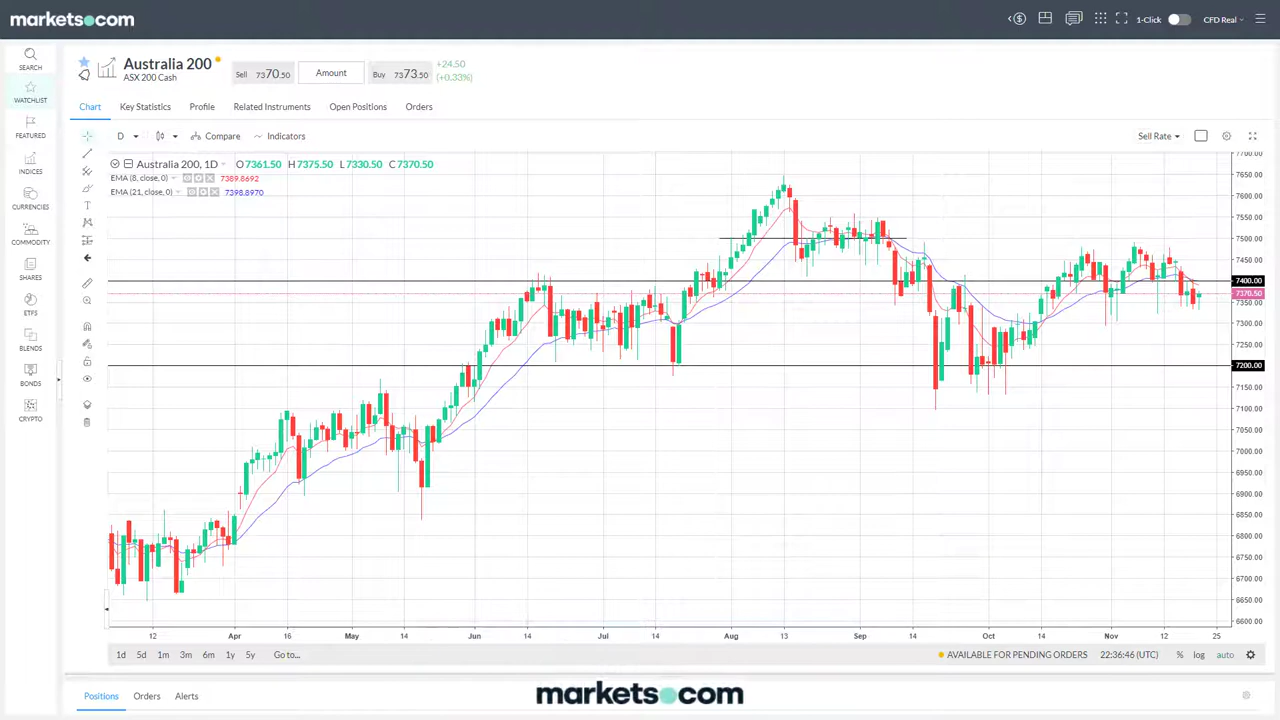 markets.com
1-Click
CFD Real
SEARCH
WATCHLIST
FEATURED
INDICES
CURRENCIES
COMMODITY
SHARES
ETFS
BLENDS
BONDS
CRYPTO
Australia 200
ASX 200 Cash
Sell 7370.50
Amount
Buy 7373.50
+24.50
(+0.33%)
Chart Key Statistics Profile Related Instruments Open Positions Orders
D Compare Indicators Sell Rate
Australia 200, 1D O7361.50 H7375.50 L7330.50 C7370.50
EMA (8, close, 0) 7389.8692
EMA (21, close, 0) 7398.8970
7700.00
7650.00
7600.00
7550.00
7500.00
7450.00
7400.00
7370.50
7350.00
7300.00
7250.00
7200.00
7150.00
7100.00
7050.00
7000.00
6950.00
6900.00
6850.00
6800.00
6750.00
6700.00
6650.00
6600.00
12 Apr 16 May 14 Jun 14 Jul 14 Aug 13 Sep 14 Oct 14 Nov 12 25
1d 5d 1m 3m 6m 1y 5y Go to... AVAILABLE FOR PENDING ORDERS 22:36:46 (UTC) % log auto
Positions Orders Alerts
markets.com